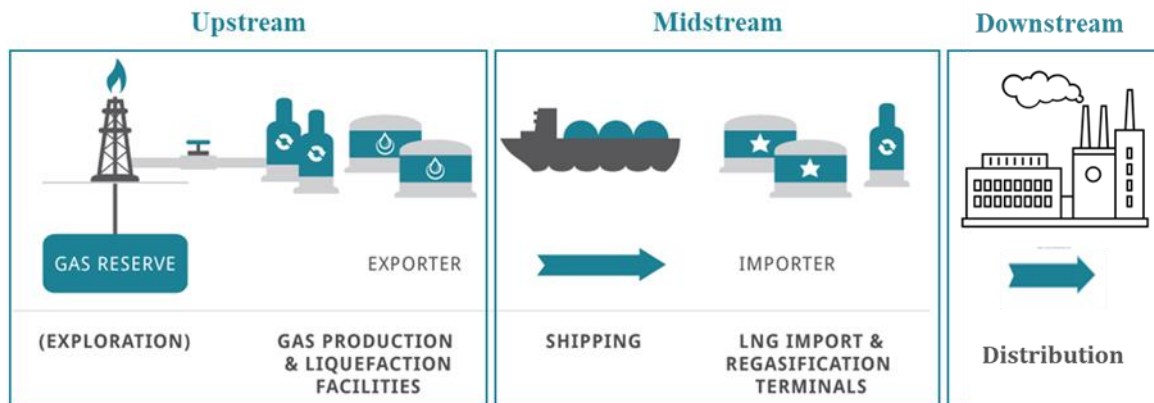 Upstream
Midstream
Downstream
GAS RESERVE
EXPORTER
IMPORTER
(EXPLORATION)
GAS PRODUCTION
& LIQUEFACTION
FACILITIES
SHIPPING
LNG IMPORT &
REGASIFICATION
TERMINALS
Distribution